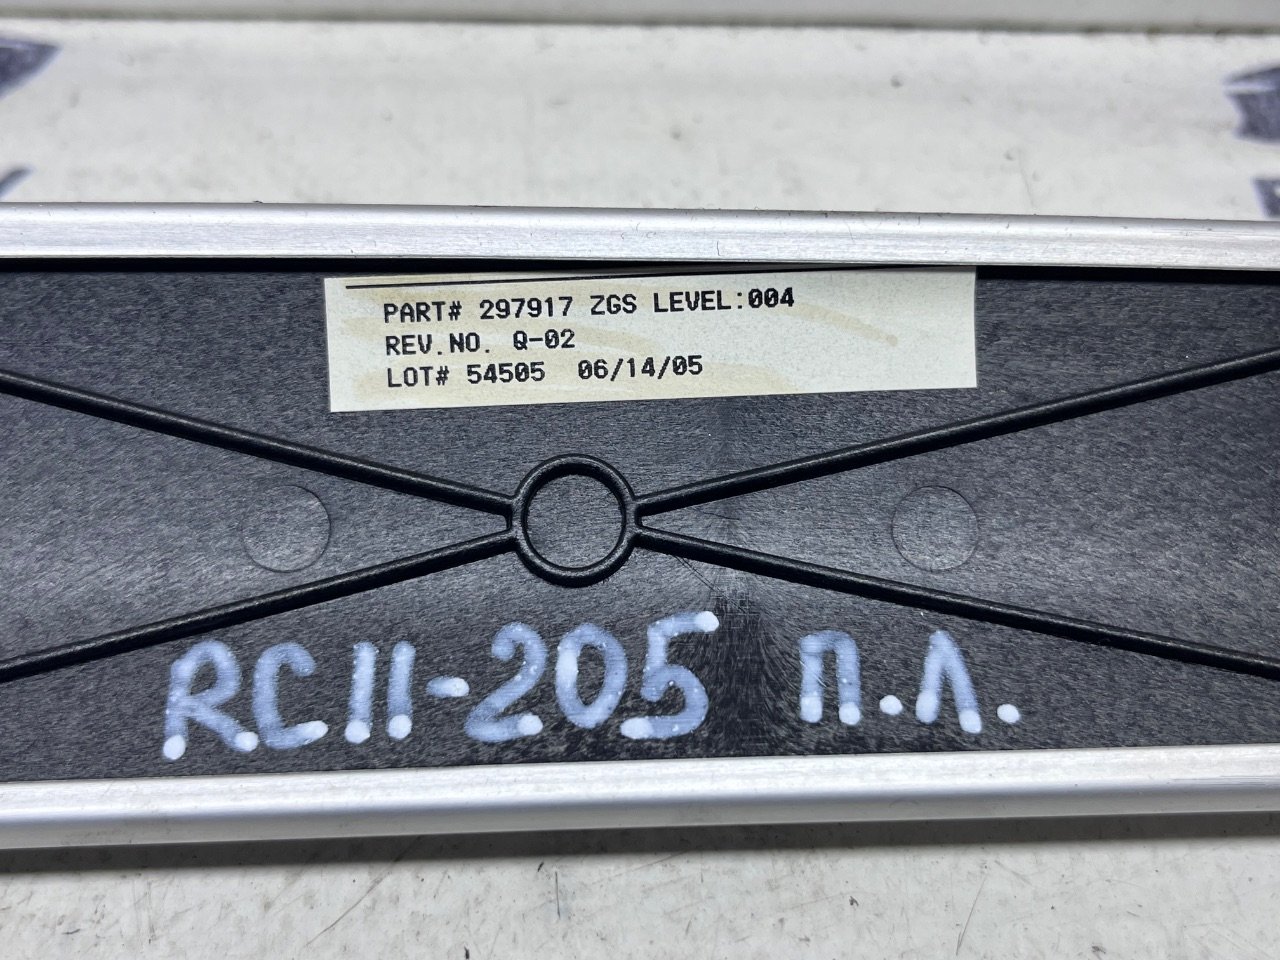 PART# 297917 ZGS LEVEL:004
REV.NO. Q-02
LOT# 54505 06/14/05
RC11-205 П.Л.